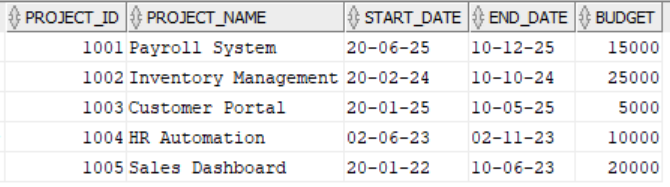 PROJECT_ID PROJECT_NAME START_DATE END_DATE BUDGET
1001 Payroll System 20-06-25 10-12-25 15000
1002 Inventory Management 20-02-24 10-10-24 25000
1003 Customer Portal 20-01-25 10-05-25 5000
1004 HR Automation 02-06-23 02-11-23 10000
1005 Sales Dashboard 20-01-22 10-06-23 20000